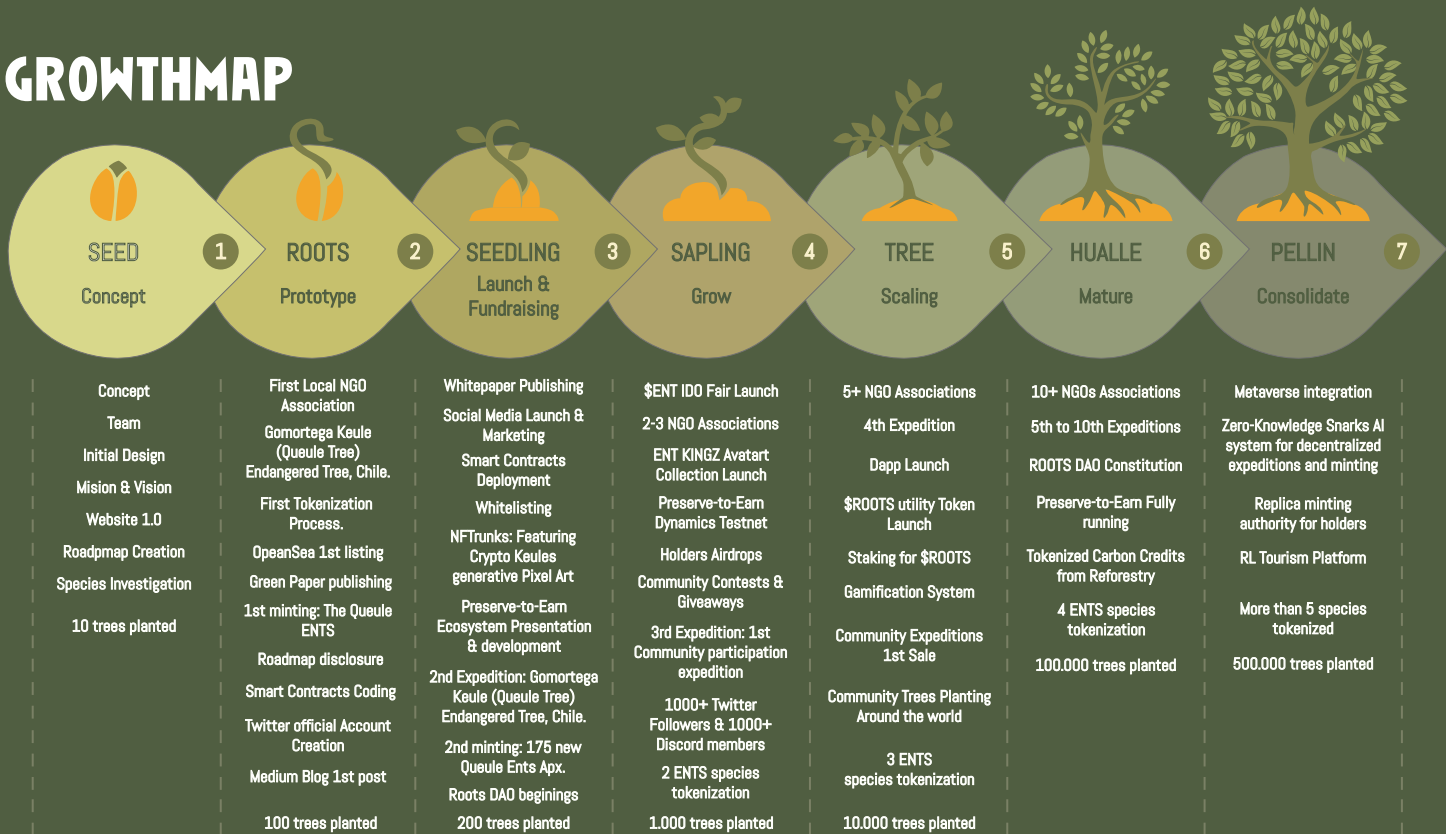 GROWTHMAP
SEED
Concept
1
ROOTS
Prototype
2
SEEDLING
Launch &
Fundraising
3
SAPLING
Grow
4
TREE
Scaling
5
HUALLE
Mature
6
PELLIN
Consolidate
7
Concept
Team
Initial Design
Mision & Vision
Website 1.0
Roadpmap Creation
Species Investigation
10 trees planted
First Local NGO
Association
Gomortega Keule
(Queule Tree)
Endangered Tree, Chile.
First Tokenization
Process.
OpeanSea 1st listing
Green Paper publishing
1st minting: The Queule
ENTS
Roadmap disclosure
Smart Contracts Coding
Twitter official Account
Creation
Medium Blog 1st post
100 trees planted
Whitepaper Publishing
Social Media Launch &
Marketing
Smart Contracts
Deployment
Whitelisting
NFTrunks: Featuring
Crypto Keules
generative Pixel Art
Preserve-to-Earn
Ecosystem Presentation
& development
2nd Expedition: Gomortega
Keule (Queule Tree)
Endangered Tree, Chile.
2nd minting: 175 new
Queule Ents Apx.
Roots DAO beginings
200 trees planted
$ENT IDO Fair Launch
2-3 NGO Associations
ENT KINGZ Avatart
Collection Launch
Preserve-to-Earn
Dynamics Testnet
Holders Airdrops
Community Contests &
Giveaways
3rd Expedition: 1st
Community participation
expedition
1000+ Twitter
Followers & 1000+
Discord members
2 ENTS species
tokenization
1.000 trees planted
5+ NGO Associations
4th Expedition
Dapp Launch
$ROOTS utility Token
Launch
Staking for $ROOTS
Gamification System
Community Expeditions
1st Sale
Community Trees Planting
Around the world
3 ENTS
species tokenization
10.000 trees planted
10+ NGOs Associations
5th to 10th Expeditions
ROOTS DAO Constitution
Preserve-to-Earn Fully
running
Tokenized Carbon Credits
from Reforestry
4 ENTS species
tokenization
100.000 trees planted
Metaverse integration
Zero-Knowledge Snarks AI
system for decentralized
expeditions and minting
Replica minting
authority for holders
RL Tourism Platform
More than 5 species
tokenized
500.000 trees planted